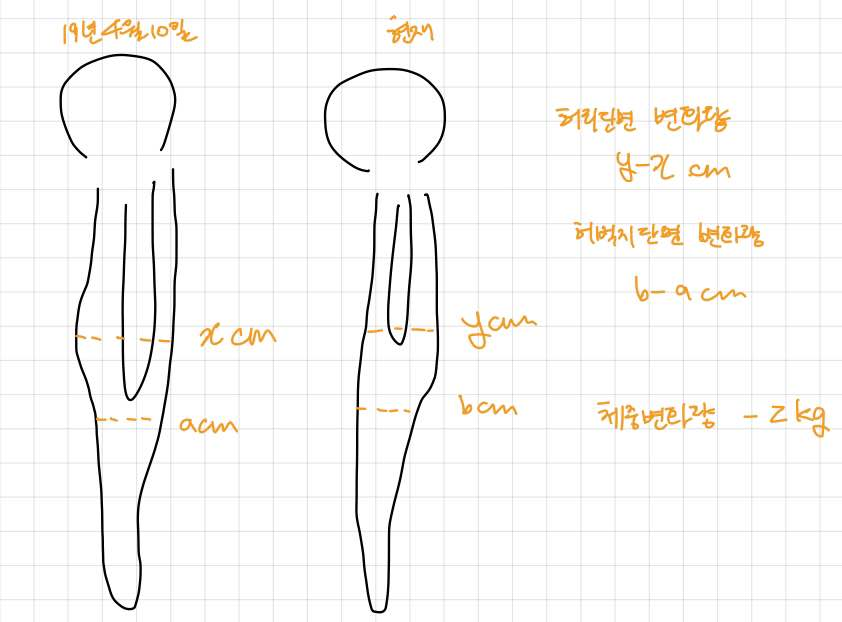 19년 4월 10일
현재
허리단면 변화량
y-x cm
허벅지단면 변화량
b-a cm
x cm
y cm
a cm
b cm
체중변화량 -z kg